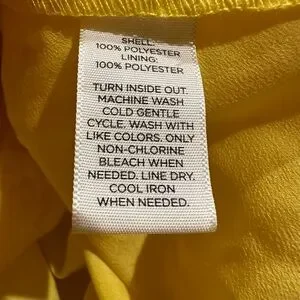 SHELL:
100% POLYESTER
LINING:
100% POLYESTER
TURN INSIDE OUT.
MACHINE WASH
COLD GENTLE
CYCLE. WASH WITH
LIKE COLORS. ONLY
NON-CHLORINE
BLEACH WHEN
NEEDED. LINE DRY.
COOL IRON
WHEN NEEDED.